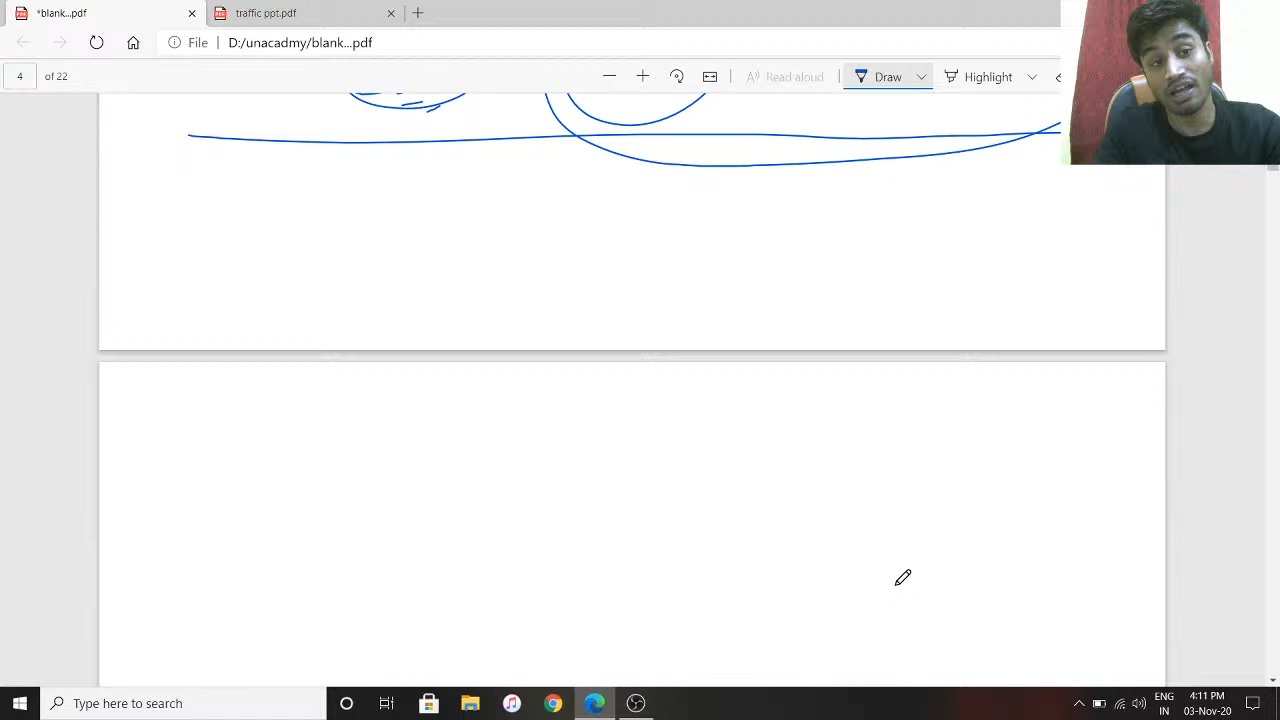 *blank...pdf
traffic ppt.pdf
File | D:/unacadmy/blank...pdf
4 of 22
Read aloud
Draw
Highlight
Type here to search
ENG
IN
4:11 PM
03-Nov-20